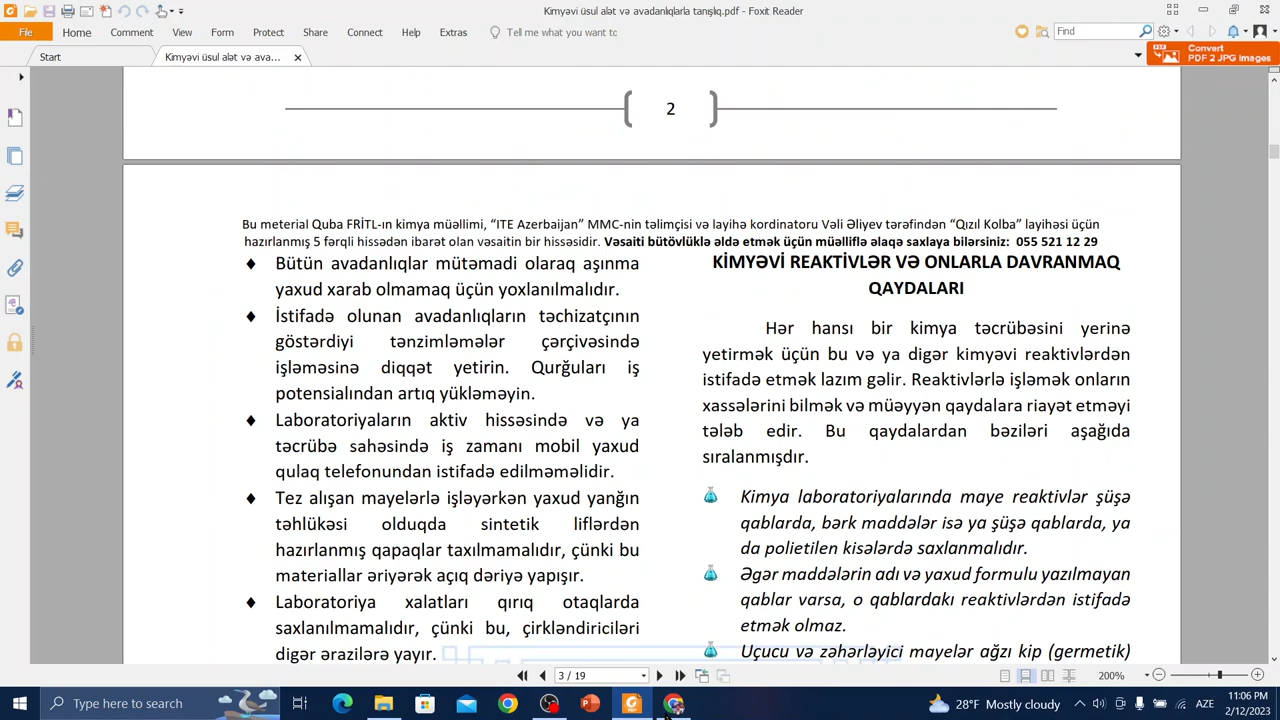 Kimyəvi üsul alət və avadanlıqlarla tanışlıq.pdf - Foxit Reader
File Home Comment View Form Protect Share Connect Help Extras Tell me what you want to Find
Start Kimyəvi üsul alət və ava...
Convert
PDF 2 JPG Images
2
Bu meterial Quba FRİTL-ın kimya müəllimi, “ITE Azerbaijan” MMC-nin təlimçisi və layihə kordinatoru Vəli Əliyev tərəfindən “Qızıl Kolba” layihəsi üçün
hazırlanmış 5 fərqli hissədən ibarət olan vəsaitin bir hissəsidir. Vəsaiti bütövlüklə əldə etmək üçün müəlliflə əlaqə saxlaya bilərsiniz: 055 521 12 29
♦ Bütün avadanlıqlar mütəmadi olaraq aşınma
yaxud xarab olmamaq üçün yoxlanılmalıdır.
♦ İstifadə olunan avadanlıqların təchizatçının
göstərdiyi tənzimləmələr çərçivəsində
işləməsinə diqqət yetirin. Qurğuları iş
potensialından artıq yükləməyin.
♦ Laboratoriyaların aktiv hissəsində və ya
təcrübə sahəsində iş zamanı mobil yaxud
qulaq telefonundan istifadə edilməməlidir.
♦ Tez alışan mayelərlə işləyərkən yaxud yanğın
təhlükəsi olduqda sintetik liflərdən
hazırlanmış qapaqlar taxılmamalıdır, çünki bu
materiallar əriyərək açıq dəriyə yapışır.
♦ Laboratoriya xalatları qırıq otaqlarda
saxlanılmamalıdır, çünki bu, çirkləndiriciləri
digər ərazilərə yayır.
KİMYƏVİ REAKTİVLƏR VƏ ONLARLA DAVRANMAQ
QAYDALARI
Hər hansı bir kimya təcrübəsini yerinə
yetirmək üçün bu və ya digər kimyəvi reaktivlərdən
istifadə etmək lazım gəlir. Reaktivlərlə işləmək onların
xassələrini bilmək və müəyyən qaydalara riayət etməyi
tələb edir. Bu qaydalardan bəziləri aşağıda
sıralanmışdır.
Kimya laboratoriyalarında maye reaktivlər şüşə
qablarda, bərk maddələr isə ya şüşə qablarda, ya
da polietilen kisələrdə saxlanmalıdır.
Əgər maddələrin adı və yaxud formulu yazılmayan
qablar varsa, o qablardakı reaktivlərdən istifadə
etmək olmaz.
Uçucu və zəhərləyici mayelər ağzı kip (germetik)
3 / 19 200%
Type here to search 28°F Mostly cloudy AZE 11:06 PM
2/12/2023